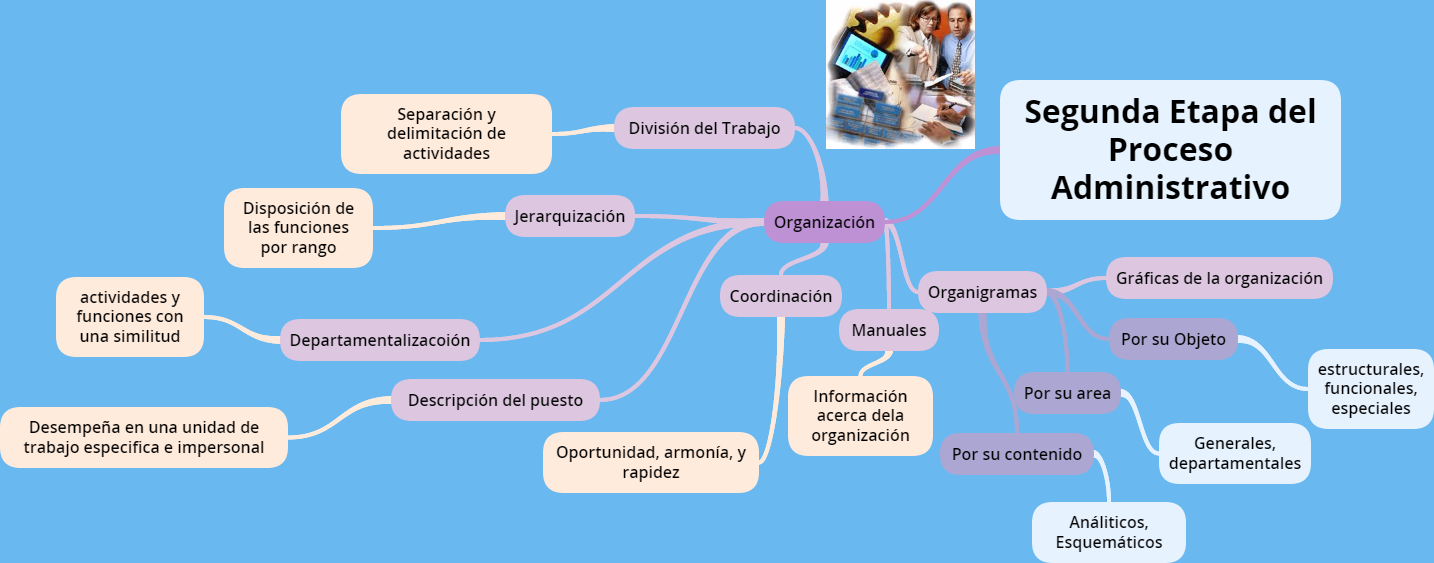 Segunda Etapa del
Proceso
Administrativo
Organización
División del Trabajo
Separación y
delimitación de
actividades
Jerarquización
Disposición de
las funciones
por rango
Departamentalizacoión
actividades y
funciones con
una similitud
Descripción del puesto
Desempeña en una unidad de
trabajo especifica e impersonal
Coordinación
Oportunidad, armonía, y
rapidez
Manuales
Información
acerca dela
organización
Organigramas
Gráficas de la organización
Por su Objeto
estructurales,
funcionales,
especiales
Por su area
Generales,
departamentales
Por su contenido
Análiticos,
Esquemáticos